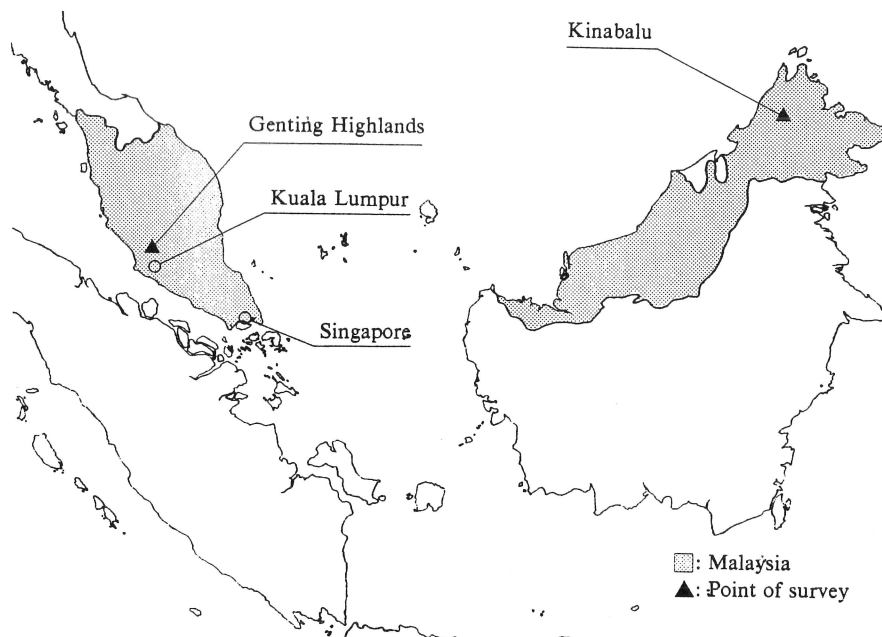 Kinabalu
Genting Highlands
Kuala Lumpur
Singapore
: Malaysia
: Point of survey